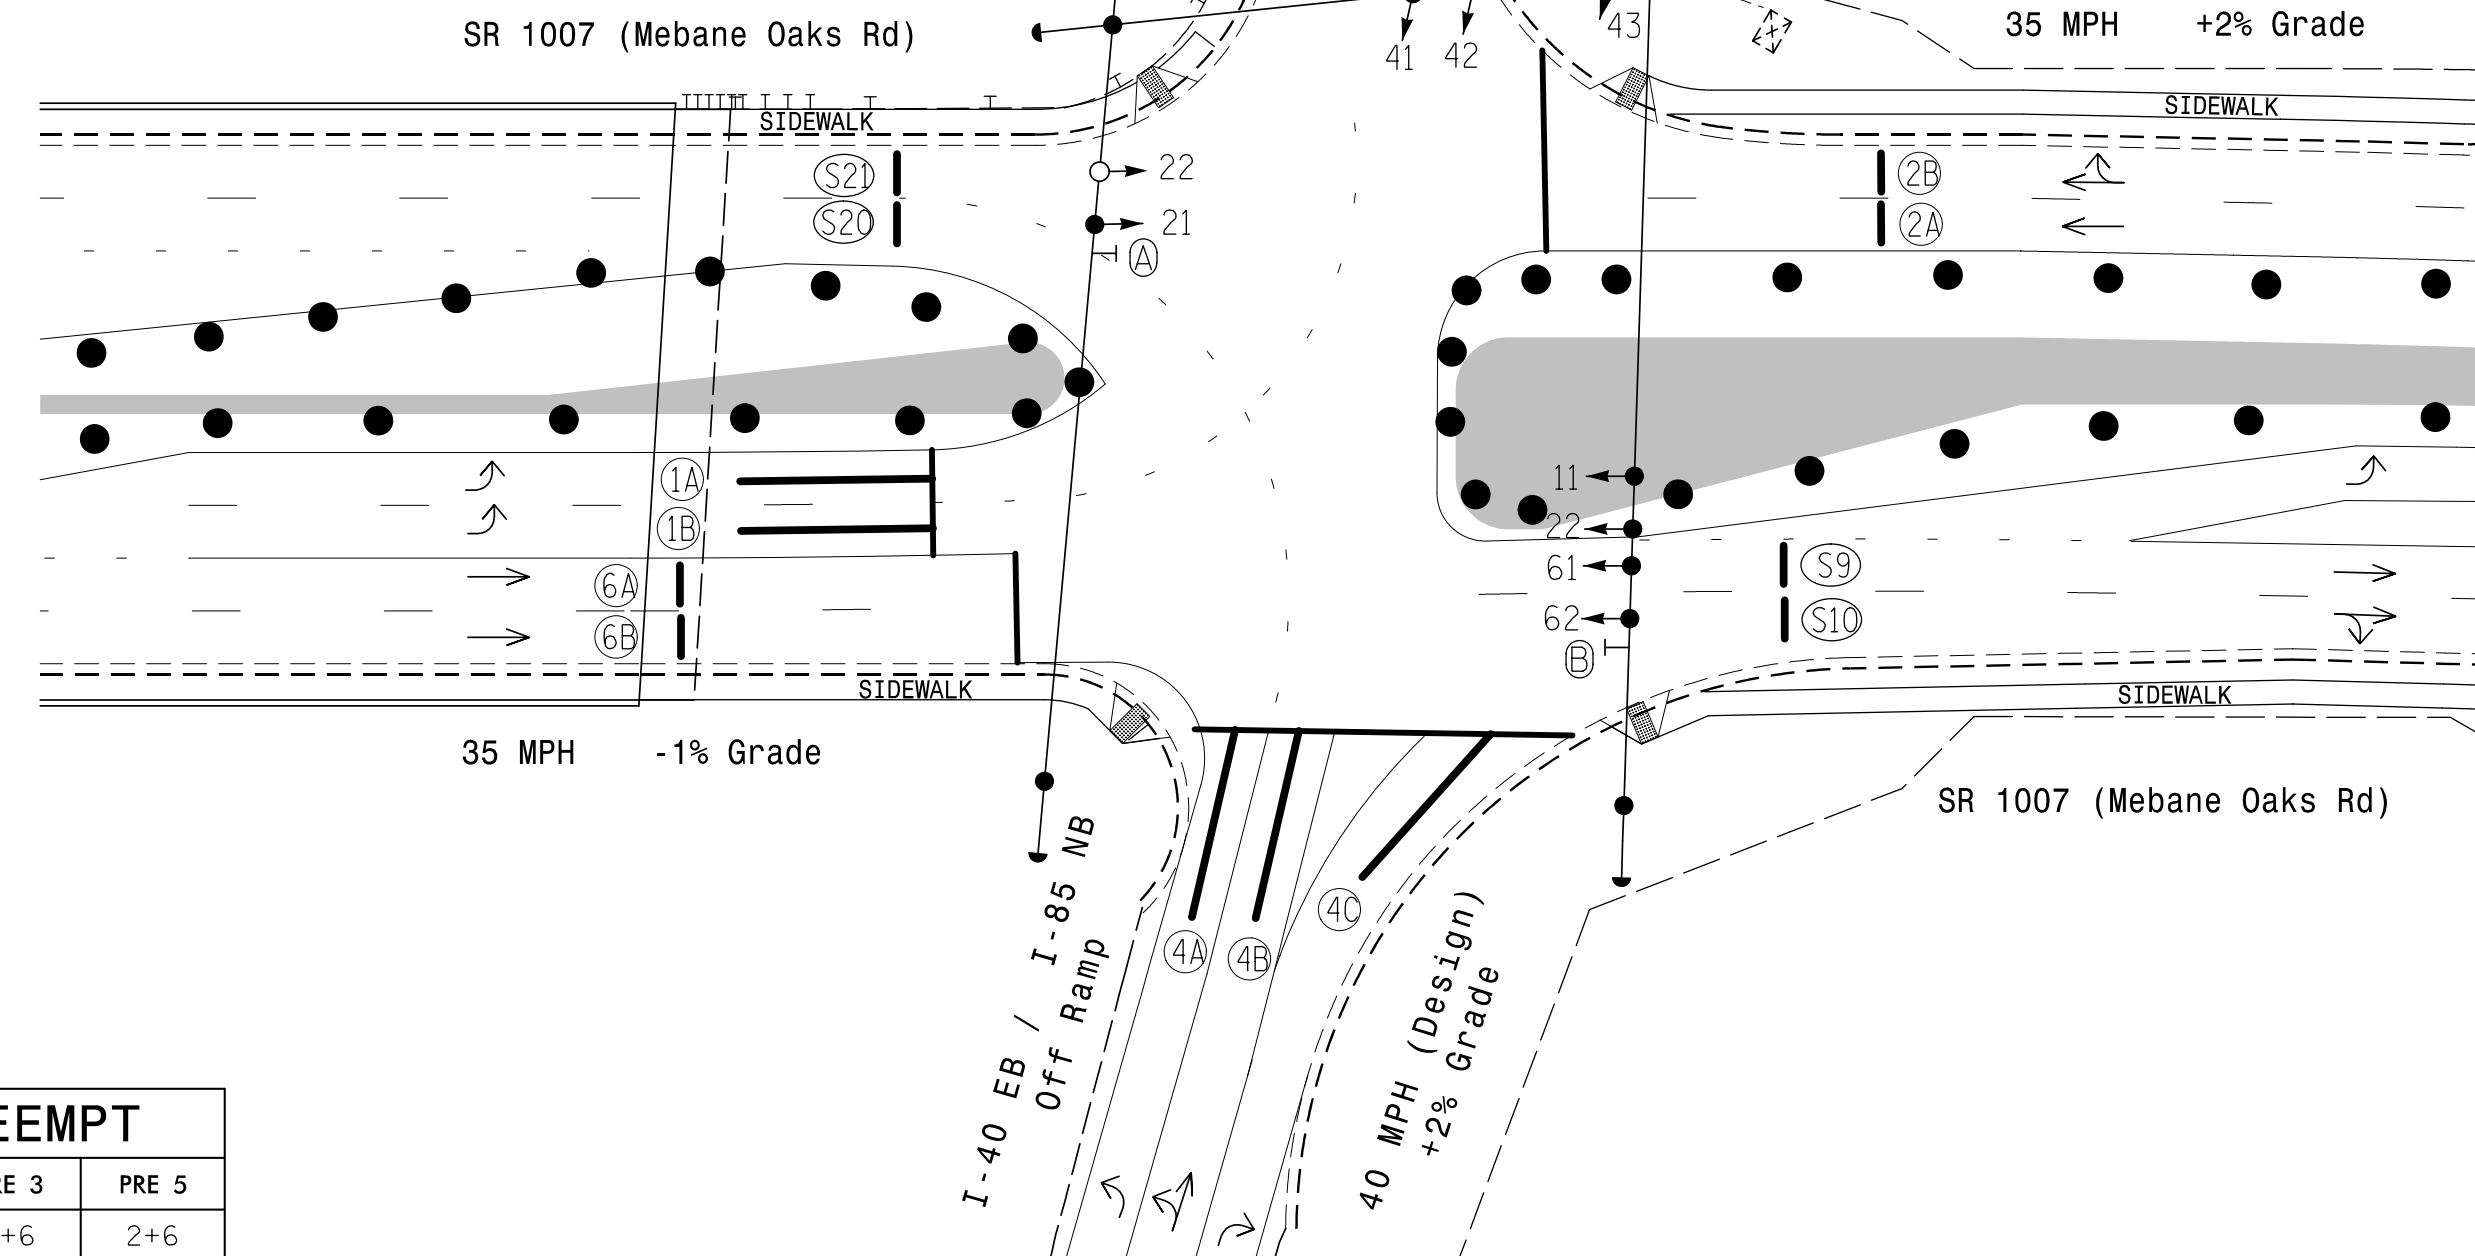 SR 1007 (Mebane Oaks Rd)
35 MPH +2% Grade
41
42
43
SIDEWALK
SIDEWALK
S21
S20
22
21
A
2B
2A
1A
1B
6A
6B
11
22
61
62
B
S9
S10
SIDEWALK
SIDEWALK
35 MPH -1% Grade
SR 1007 (Mebane Oaks Rd)
4A
4B
4C
I-40 EB / I-85 NB
Off Ramp
40 MPH (Design)
+2% Grade
EEMPT
RE 3 PRE 5
+6 2+6